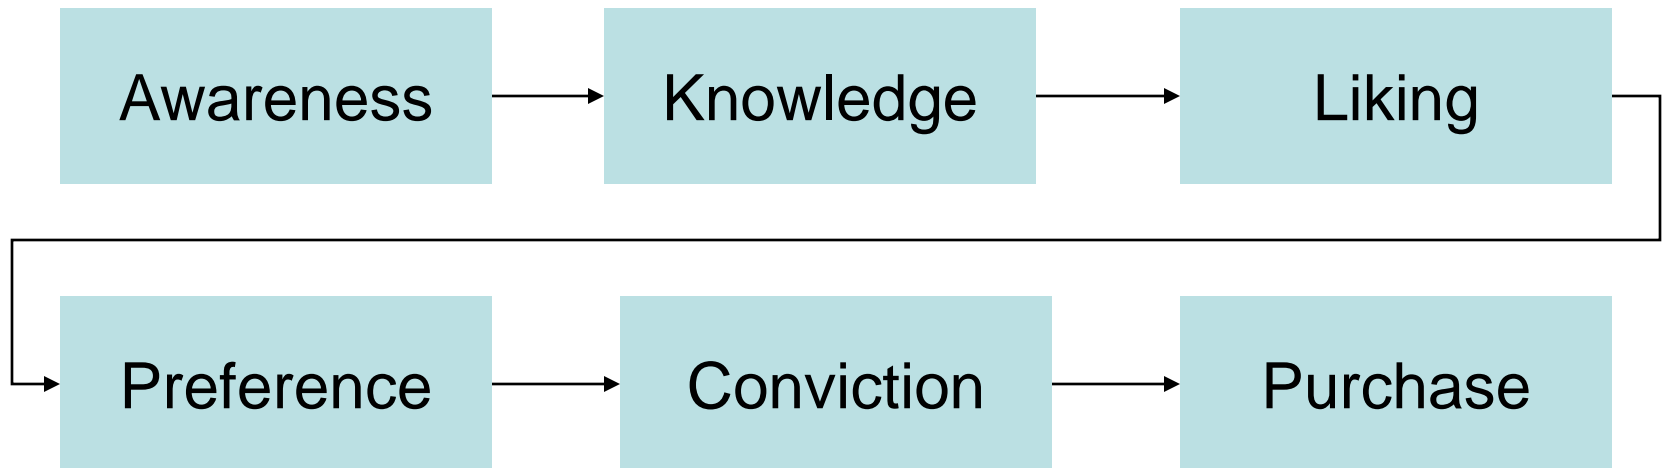 Awareness
Knowledge
Liking
Preference
Conviction
Purchase